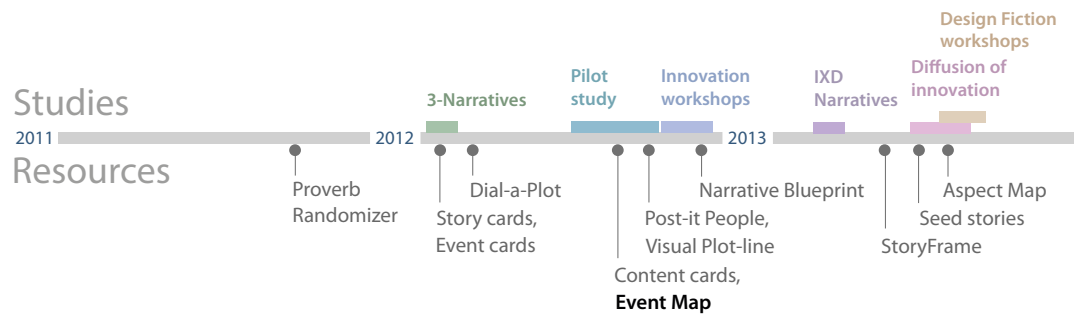 Design Fiction
workshops
Pilot
study
Innovation
workshops
IXD
Narratives
Diffusion of
innovation
3-Narratives
Studies
2011
2012
2013
Resources
Proverb
Randomizer
Dial-a-Plot
Story cards,
Event cards
Narrative Blueprint
Post-it People,
Visual Plot-line
Content cards,
Event Map
Aspect Map
Seed stories
StoryFrame